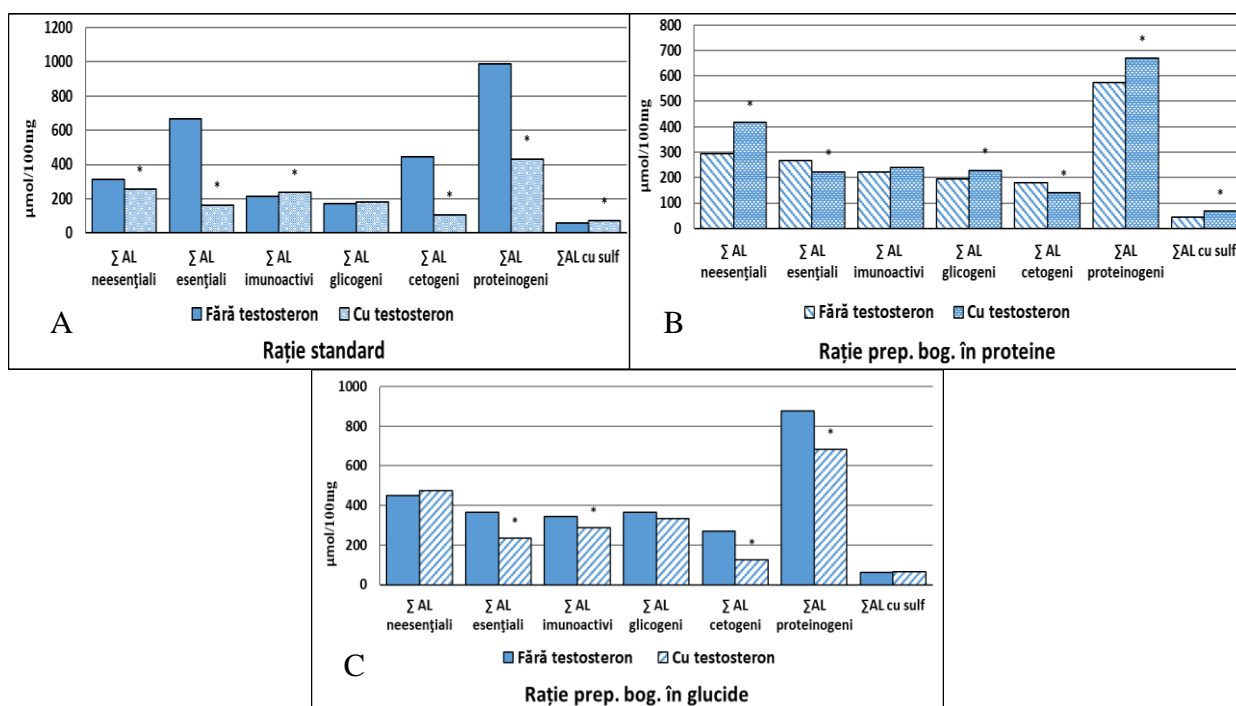 1200
1000
800
600
400
200
0
µmol/100mg
* * * * * *
∑ AL neesenţiali
∑ AL esenţiali
∑ AL imunoactivi
∑ AL glicogeni
∑ AL cetogeni
∑AL proteinogeni
∑AL cu sulf
Fără testosteron Cu testosteron
A
Rație standard
800
700
600
500
400
300
200
100
0
µmol/100mg
* * * * * *
∑ AL neesenţiali
∑ AL esenţiali
∑ AL imunoactivi
∑ AL glicogeni
∑ AL cetogeni
∑AL proteinogeni
∑AL cu sulf
Fără testosteron Cu testosteron
B
Rație prep. bog. în proteine
1000
800
600
400
200
0
µmol/100mg
* * * *
∑ AL neesenţiali
∑ AL esenţiali
∑ AL imunoactivi
∑ AL glicogeni
∑ AL cetogeni
∑AL proteinogeni
∑AL cu sulf
Fără testosteron Cu testosteron
C
Rație prep. bog. în glucide